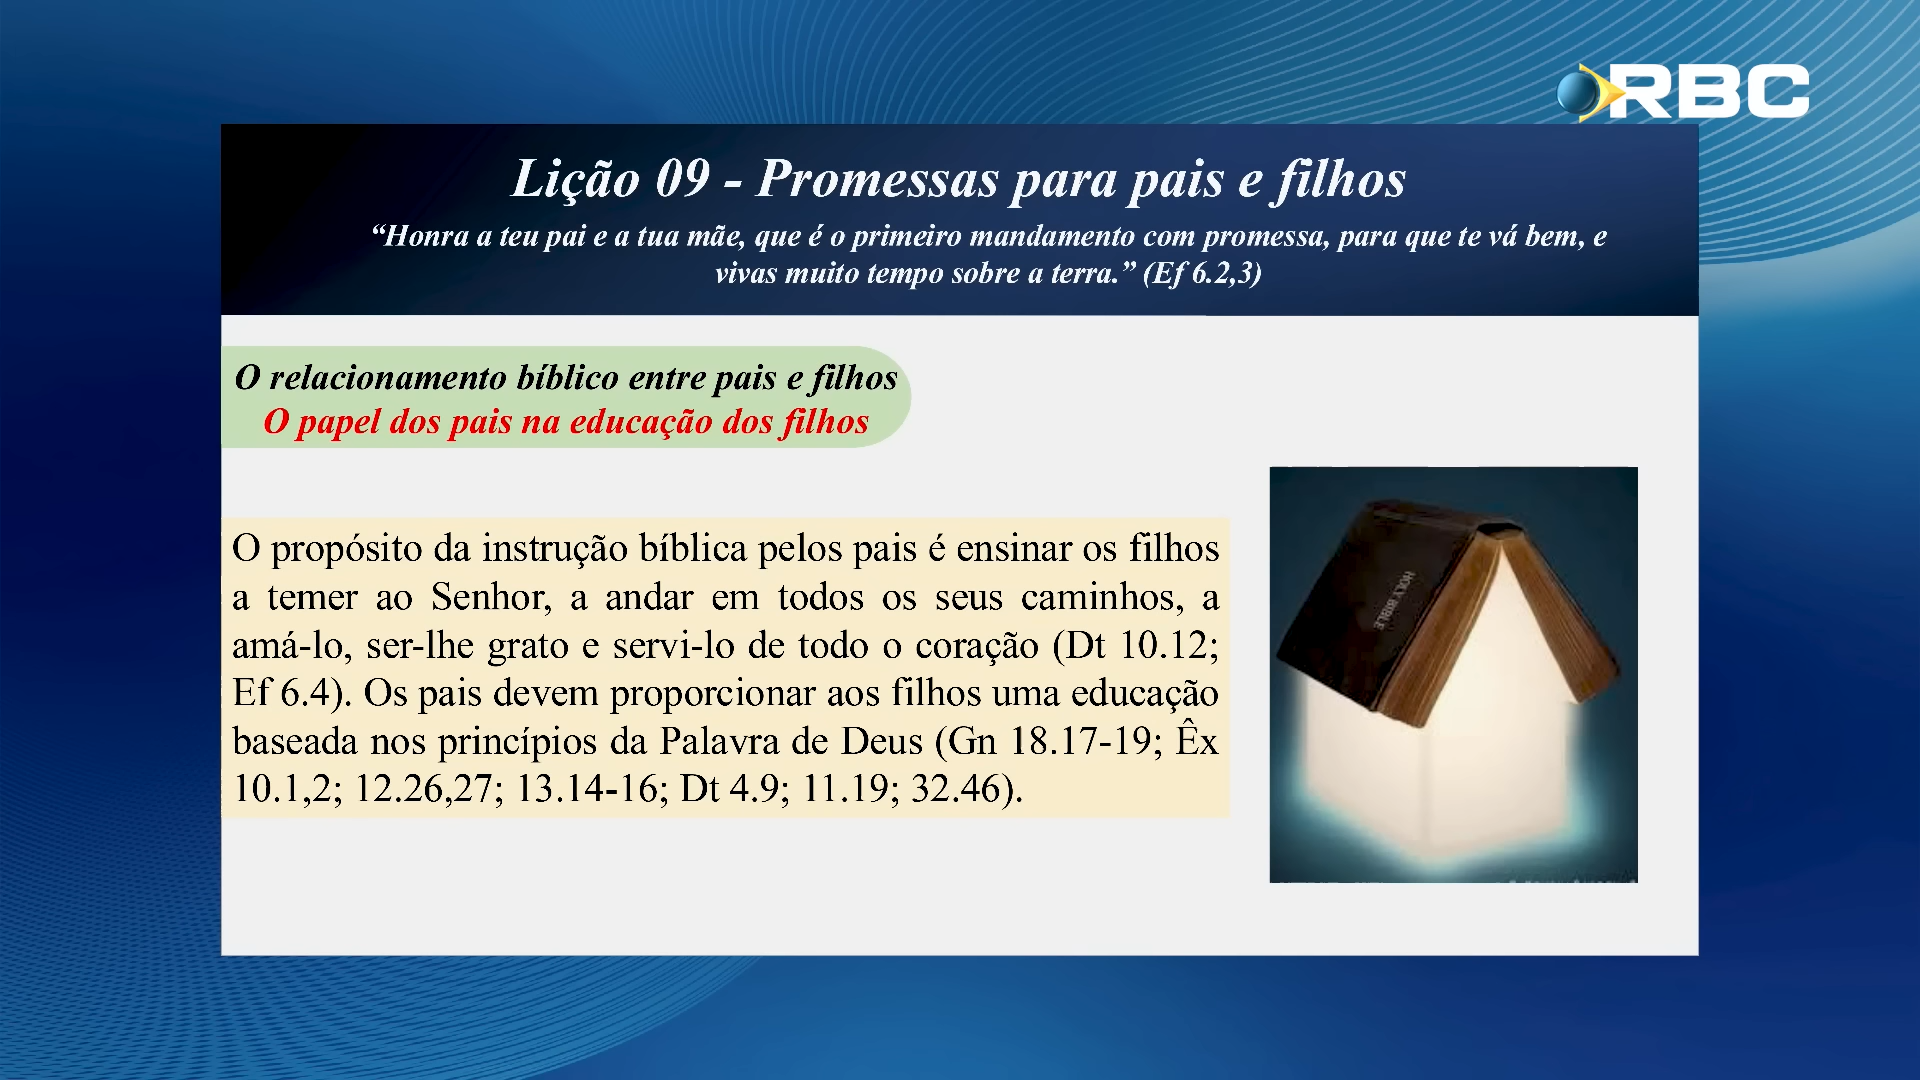 RBC
Lição 09 - Promessas para pais e filhos
“Honra a teu pai e a tua mãe, que é o primeiro mandamento com promessa, para que te vá bem, e
vivas muito tempo sobre a terra.” (Ef 6.2,3)
O relacionamento bíblico entre pais e filhos
O papel dos pais na educação dos filhos
O propósito da instrução bíblica pelos pais é ensinar os filhos
a temer ao Senhor, a andar em todos os seus caminhos, a
amá-lo, ser-lhe grato e servi-lo de todo o coração (Dt 10.12;
Ef 6.4). Os pais devem proporcionar aos filhos uma educação
baseada nos princípios da Palavra de Deus (Gn 18.17-19; Êx
10.1,2; 12.26,27; 13.14-16; Dt 4.9; 11.19; 32.46).
HOLY BIBLE